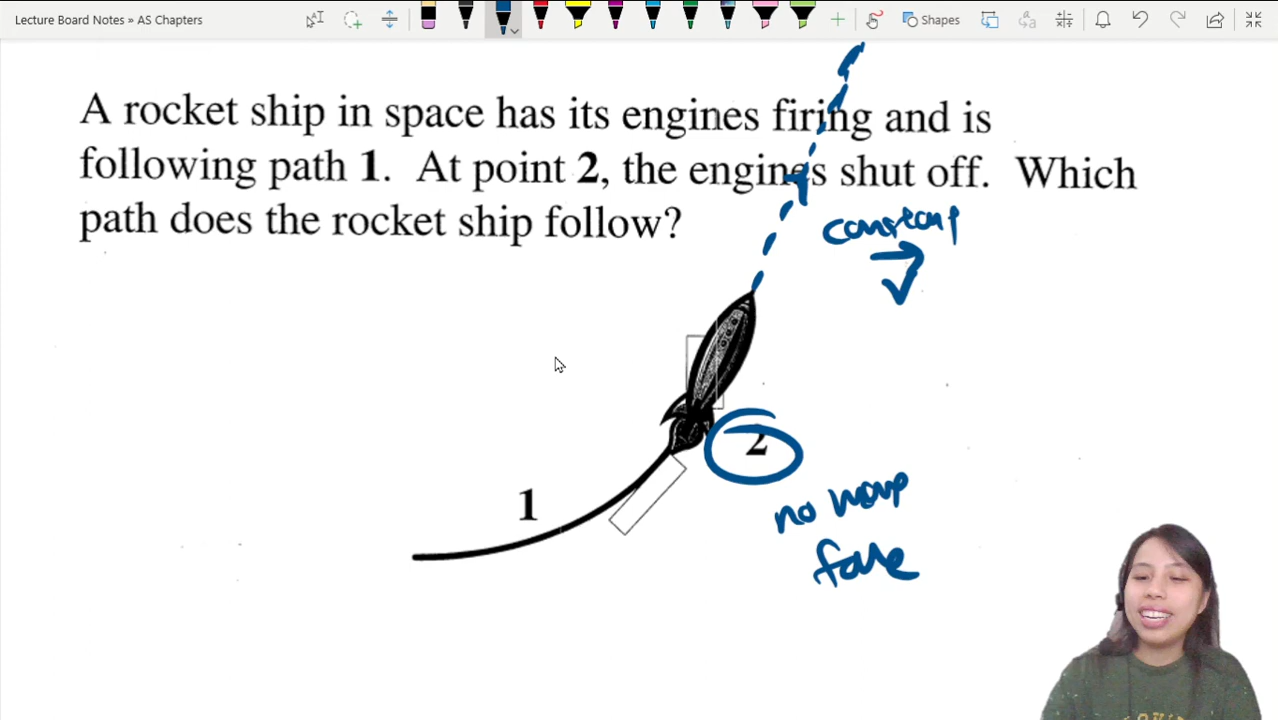 Lecture Board Notes » AS Chapters
Shapes
A rocket ship in space has its engines firing and is
following path 1. At point 2, the engines shut off. Which
path does the rocket ship follow?
constant
v
2
1
no more
force